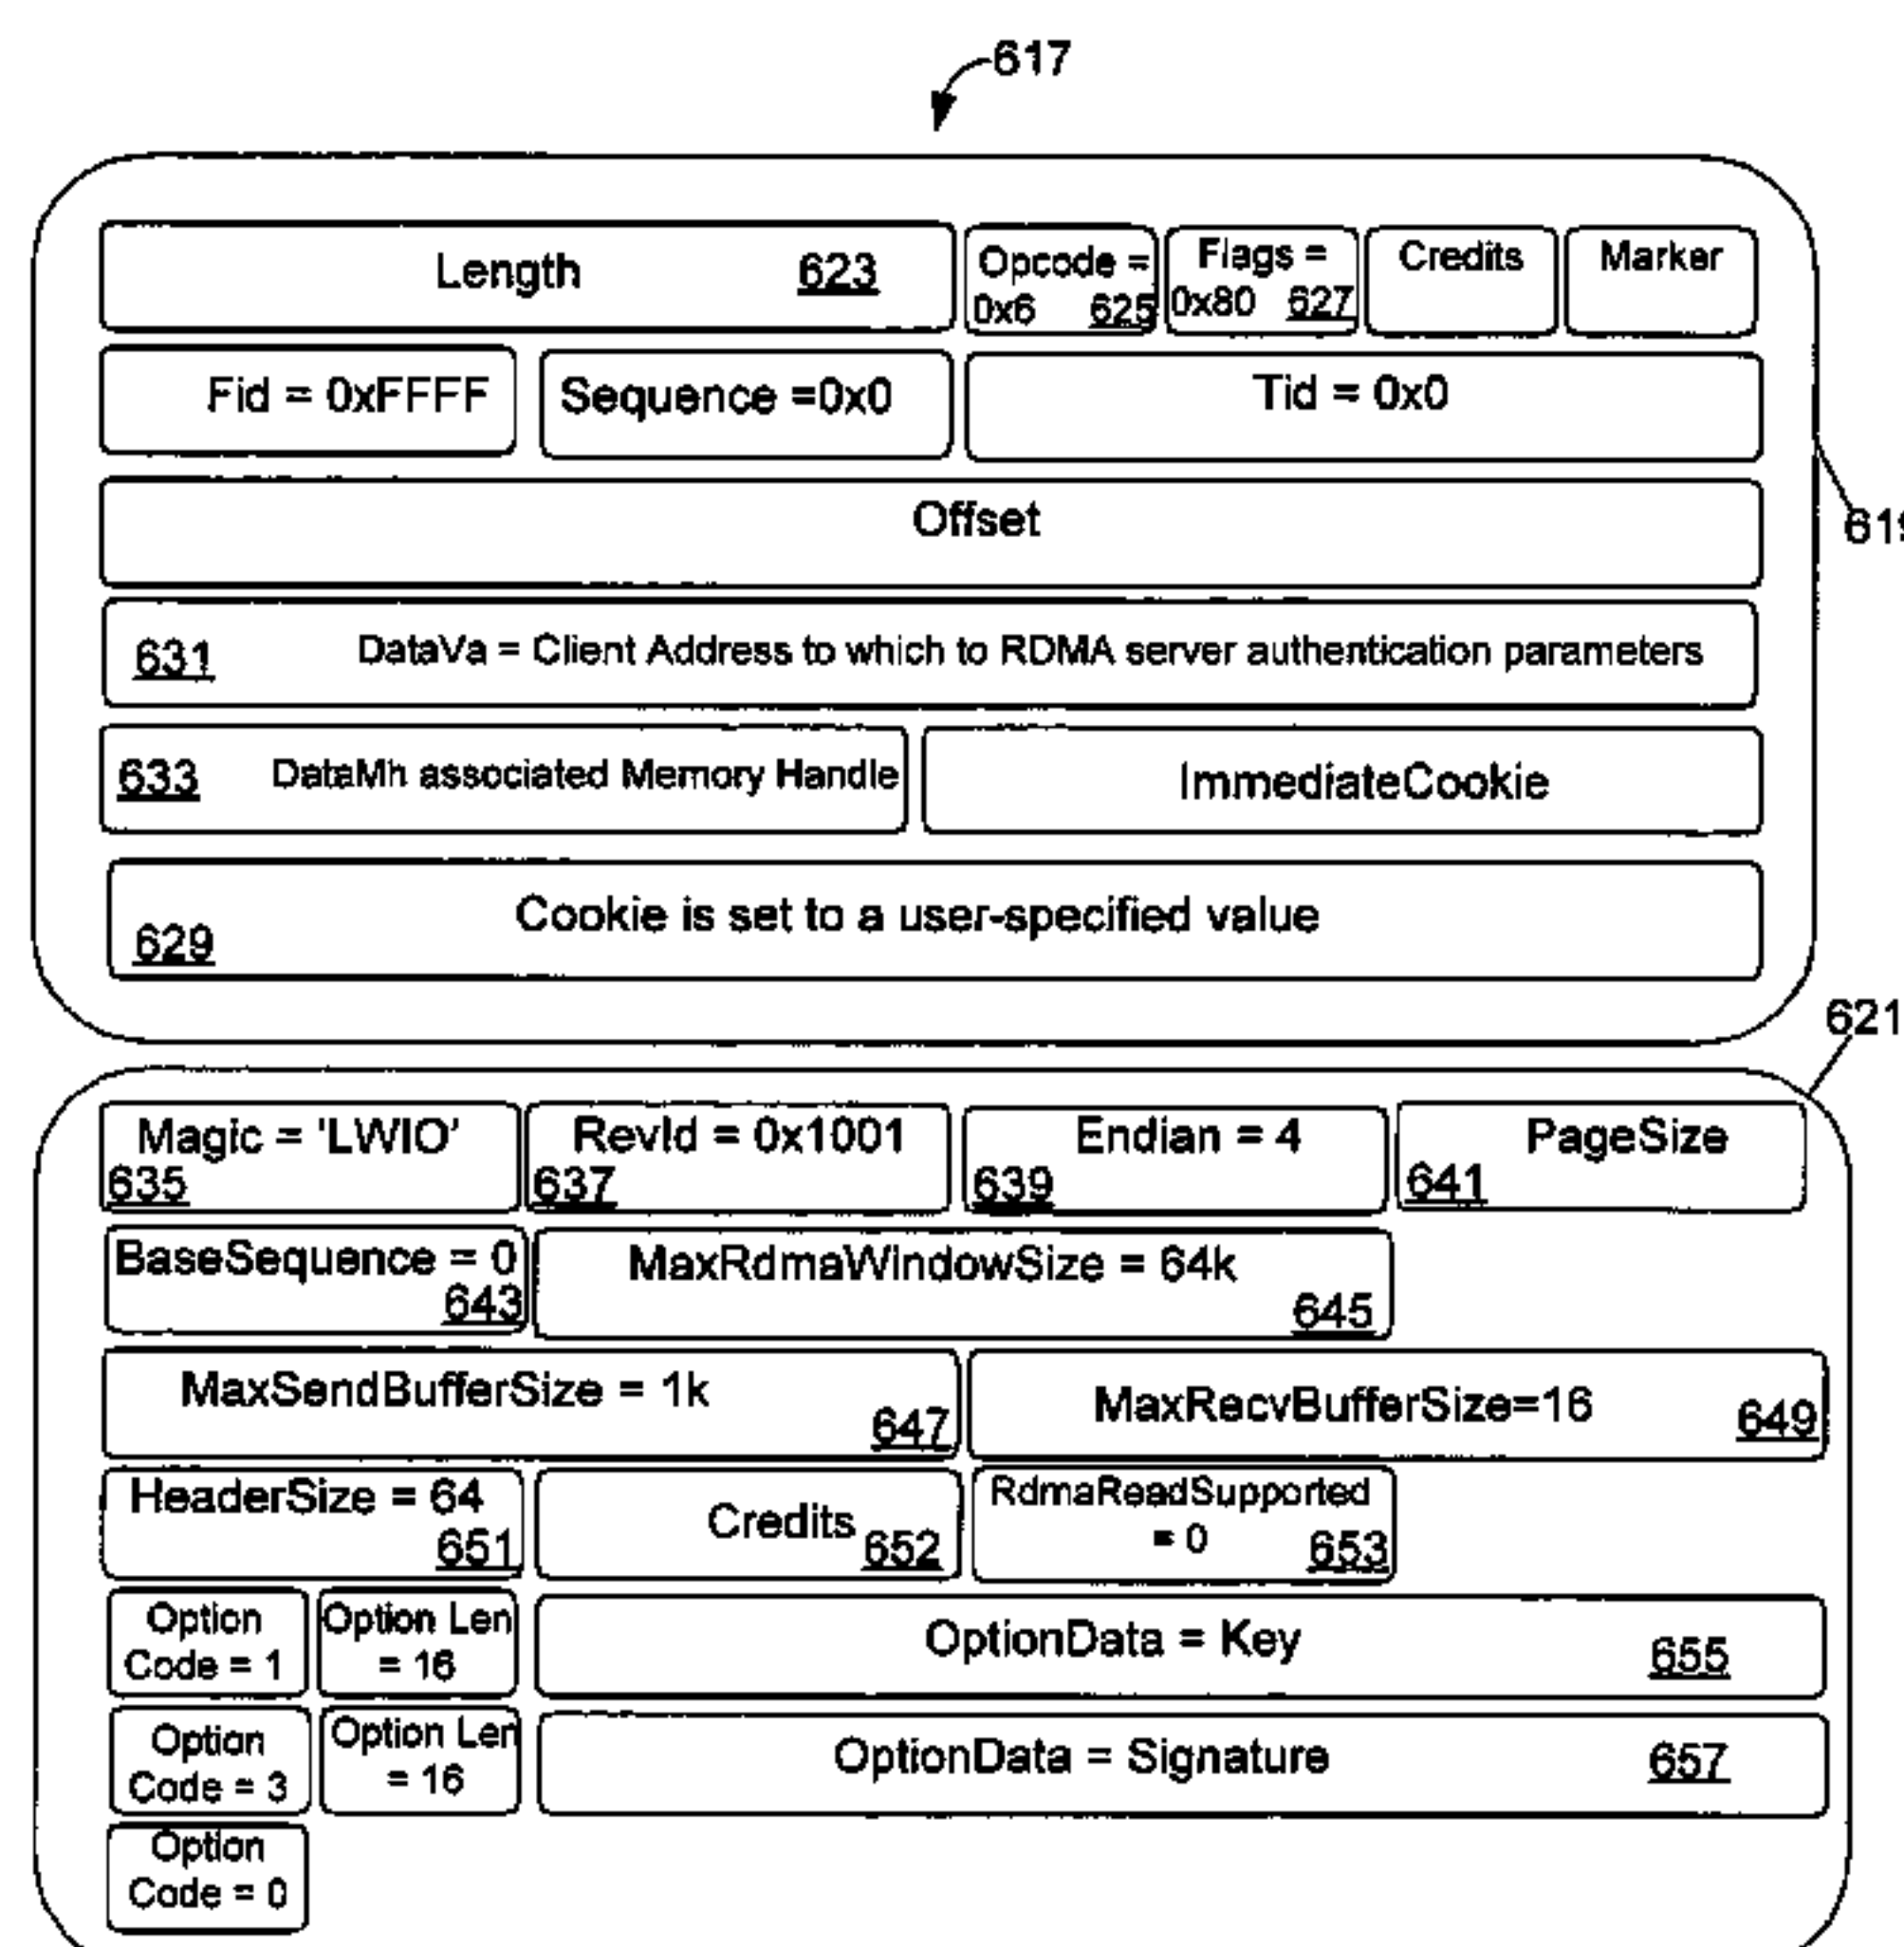 617
Length 623
Opcode =
0x6 625
Flags =
0x80 627
Credits
Marker
Fid = 0xFFFF
Sequence =0x0
Tid = 0x0
Offset
619
631 DataVa = Client Address to which to RDMA server authentication parameters
633 DataMh associated Memory Handle
ImmediateCookie
Cookie is set to a user-specified value
629
621
Magic = 'LWIO'
635
RevId = 0x1001
637
Endian = 4
639
PageSize
641
BaseSequence = 0
643
MaxRdmaWindowSize = 64k
645
MaxSendBufferSize = 1k
647
MaxRecvBufferSize=16
649
HeaderSize = 64
651
Credits 652
RdmaReadSupported
= 0 653
Option
Code = 1
Option Len
= 16
OptionData = Key 655
Option
Code = 3
Option Len
= 16
OptionData = Signature 657
Option
Code = 0